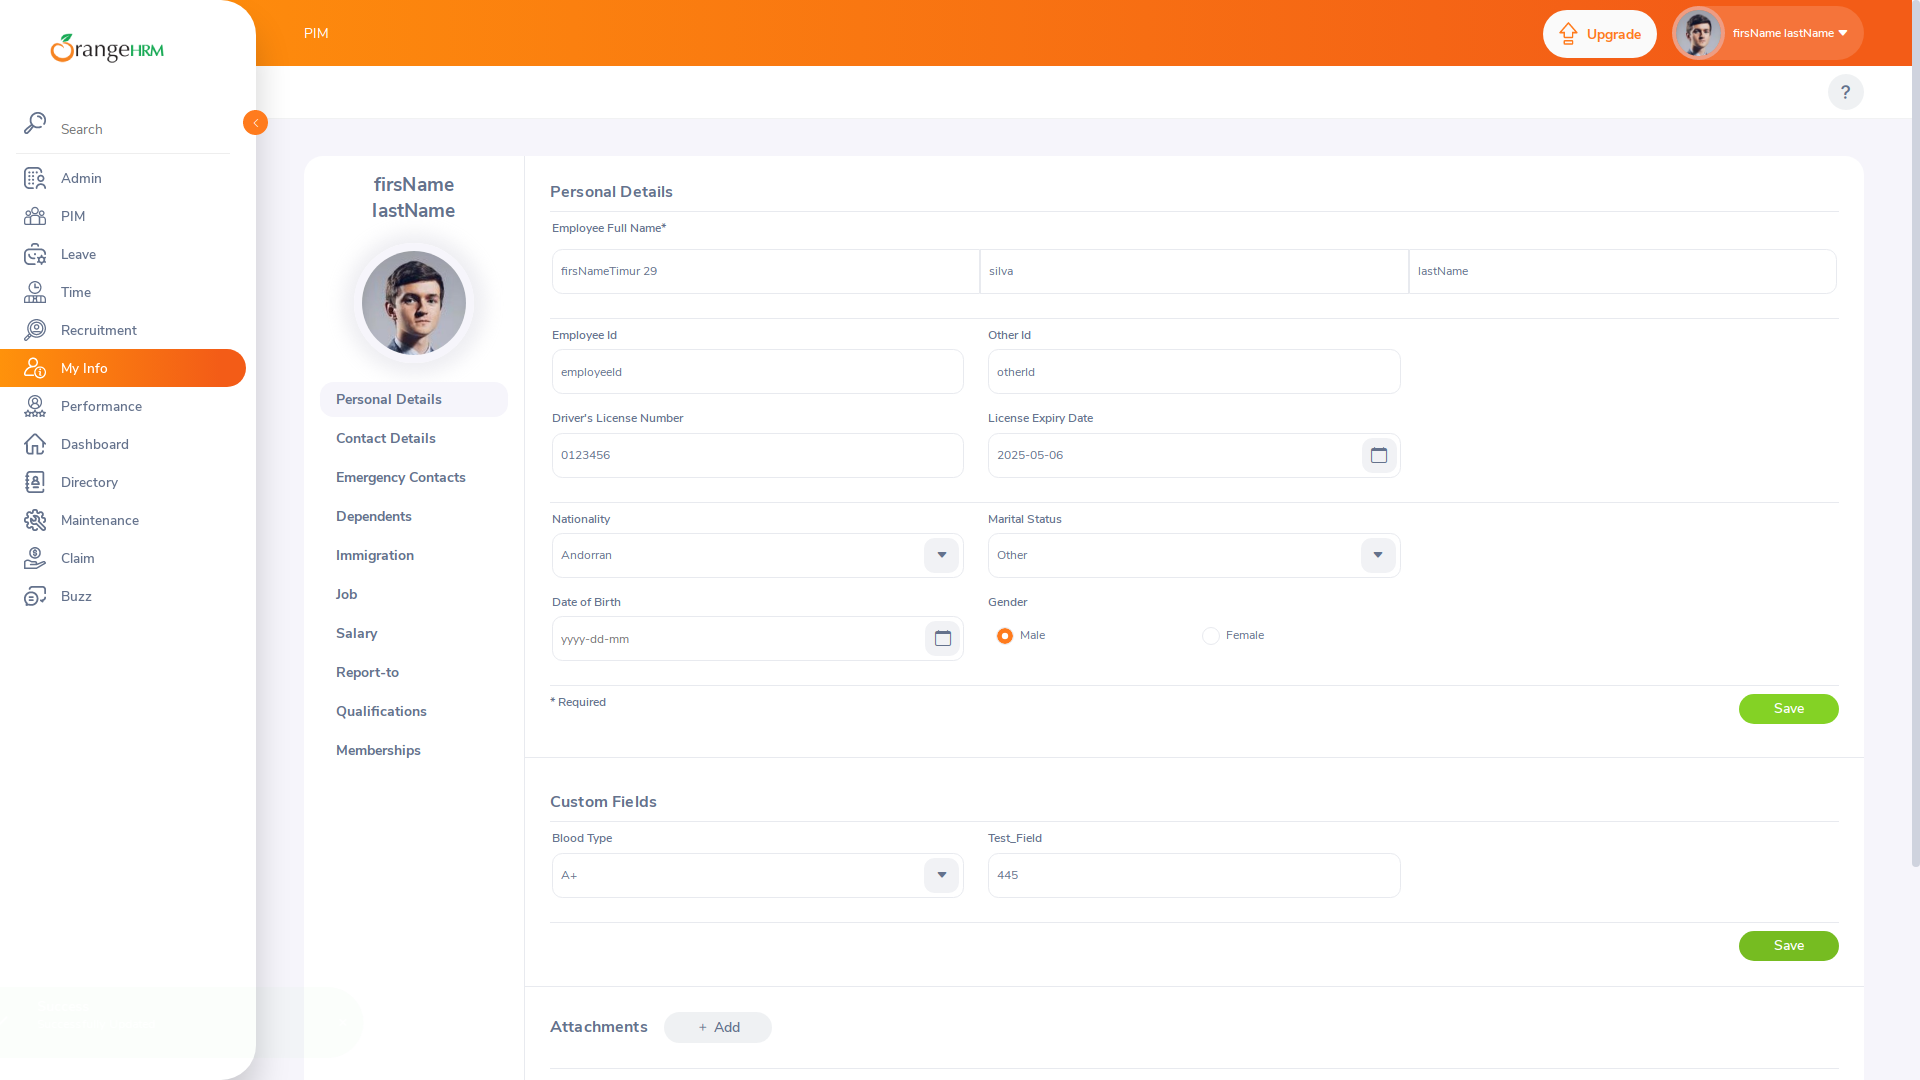 OrangeHRM
Search
Admin
PIM
Leave
Time
Recruitment
My Info
Performance
Dashboard
Directory
Maintenance
Claim
Buzz
PIM
Upgrade
firsName lastName
?
firsName
lastName
Personal Details
Contact Details
Emergency Contacts
Dependents
Immigration
Job
Salary
Report-to
Qualifications
Memberships
Personal Details
Employee Full Name*
firsNameTimur 29 silva lastName
Employee Id Other Id
employeeId otherId
Driver's License Number License Expiry Date
0123456 2025-05-06
Nationality Marital Status
Andorran Other
Date of Birth Gender
yyyy-dd-mm Male Female
* Required Save
Custom Fields
Blood Type Test_Field
A+ 445
Save
Attachments + Add